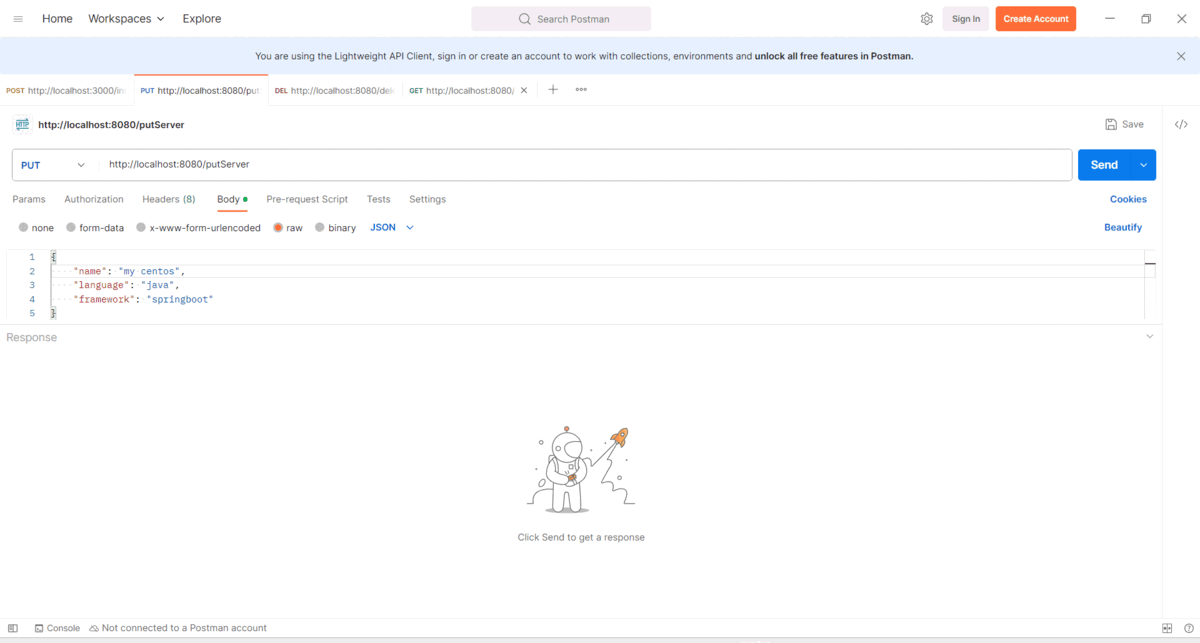 Home Workspaces Explore Search Postman Sign In Create Account
You are using the Lightweight API Client, sign in or create an account to work with collections, environments and unlock all free features in Postman.
POST http://localhost:3000/in PUT http://localhost:8080/put DEL http://localhost:8080/del GET http://localhost:8080/
HTTP http://localhost:8080/putServer Save </>
PUT http://localhost:8080/putServer Send
Params Authorization Headers (8) Body Pre-request Script Tests Settings Cookies
none form-data x-www-form-urlencoded raw binary JSON Beautify
1 {
2 "name": "my centos",
3 "language": "java",
4 "framework": "springboot"
5 }
Response
Click Send to get a response
Console Not connected to a Postman account